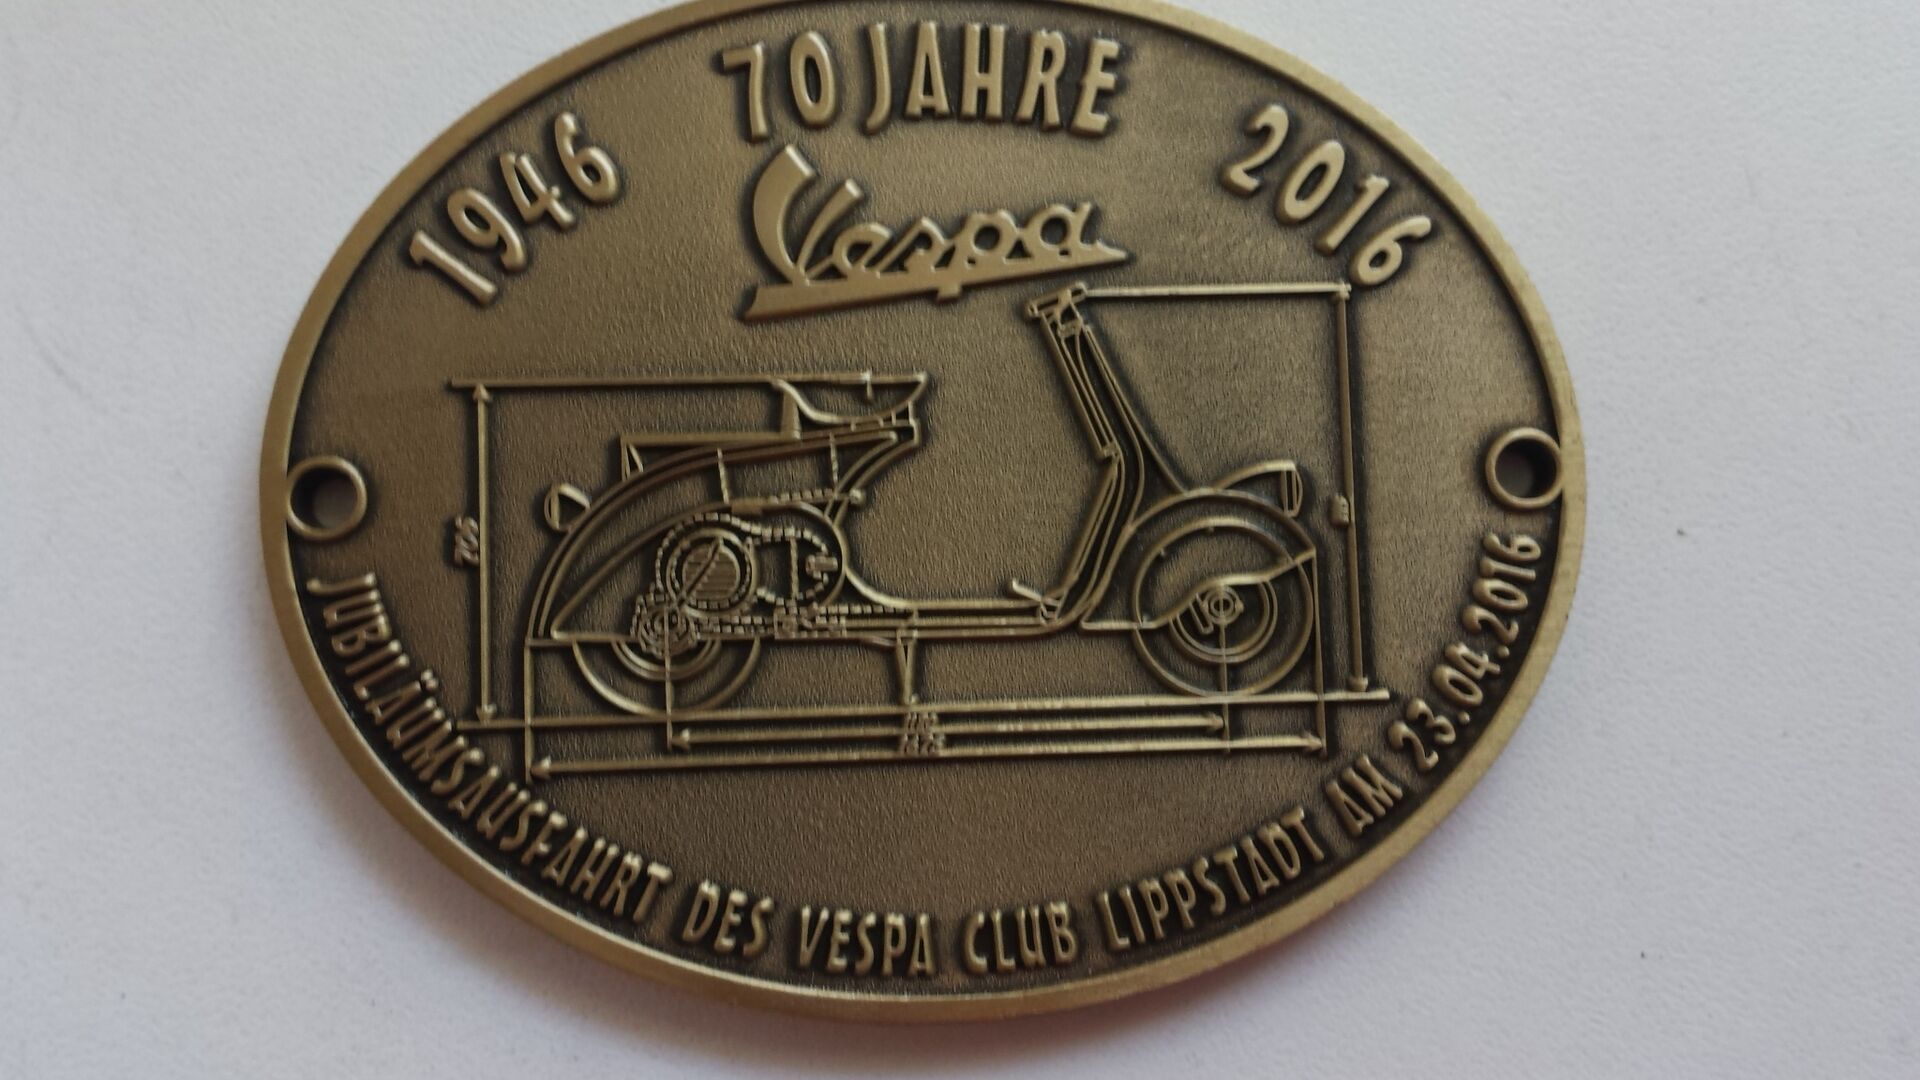 1946 70 JAHRE 2016
Vespa
JUBILÄUMSAUSFAHRT DES VESPA CLUB LIPPSTADT AM 23.04.2016